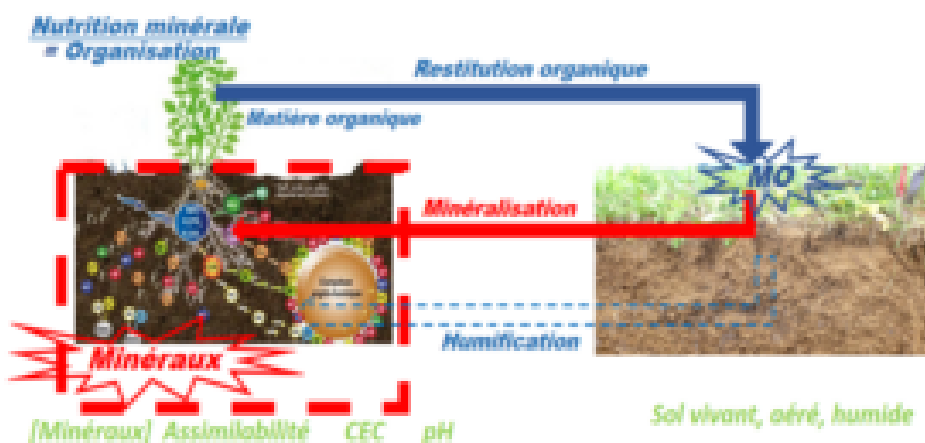 Nutrition minérale
= Organisation
Restitution organique
Matière organique
MO
Minéralisation
Humification
Minéraux
[Minéraux] Assimilabilité CEC pH
Sol vivant, aéré, humide